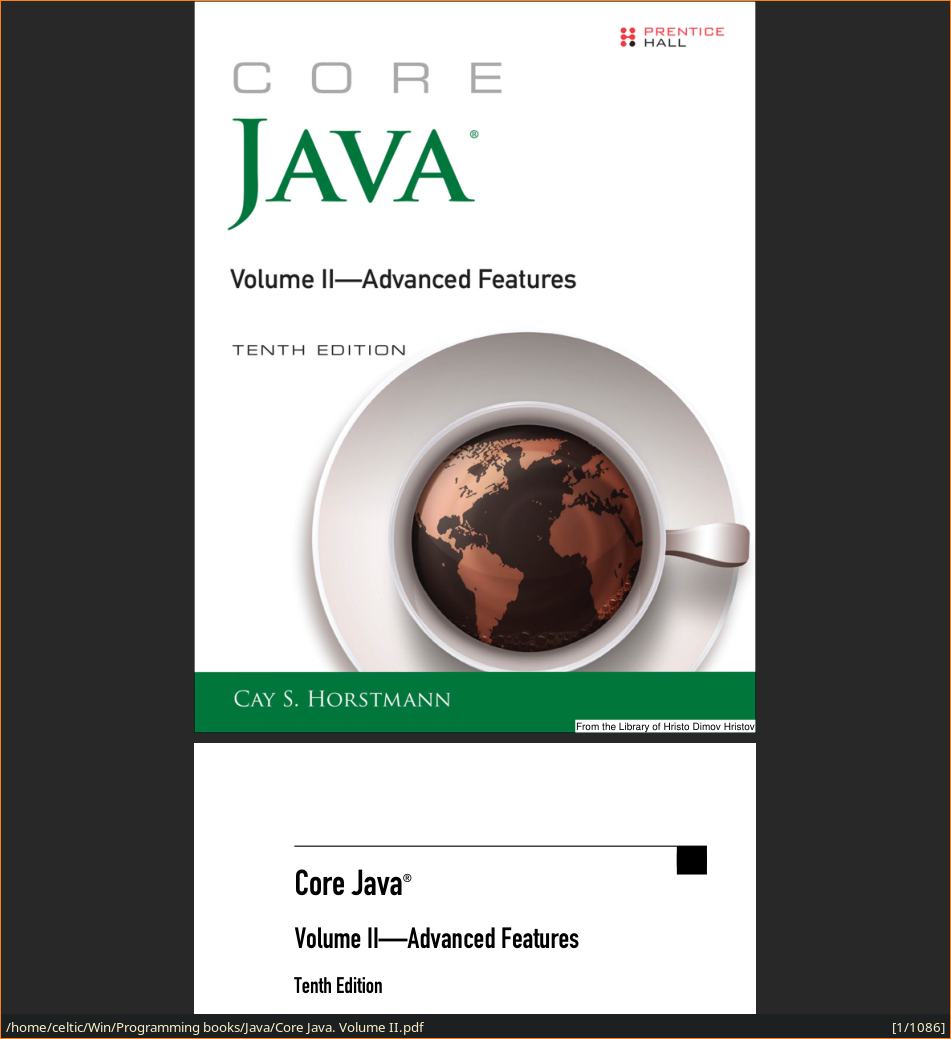 PRENTICE
HALL
CORE
JAVA®
Volume II—Advanced Features
TENTH EDITION
CAY S. HORSTMANN
From the Library of Hristo Dimov Hristov
Core Java®
Volume II—Advanced Features
Tenth Edition
/home/celtic/Win/Programming books/Java/Core Java. Volume II.pdf [1/1086]